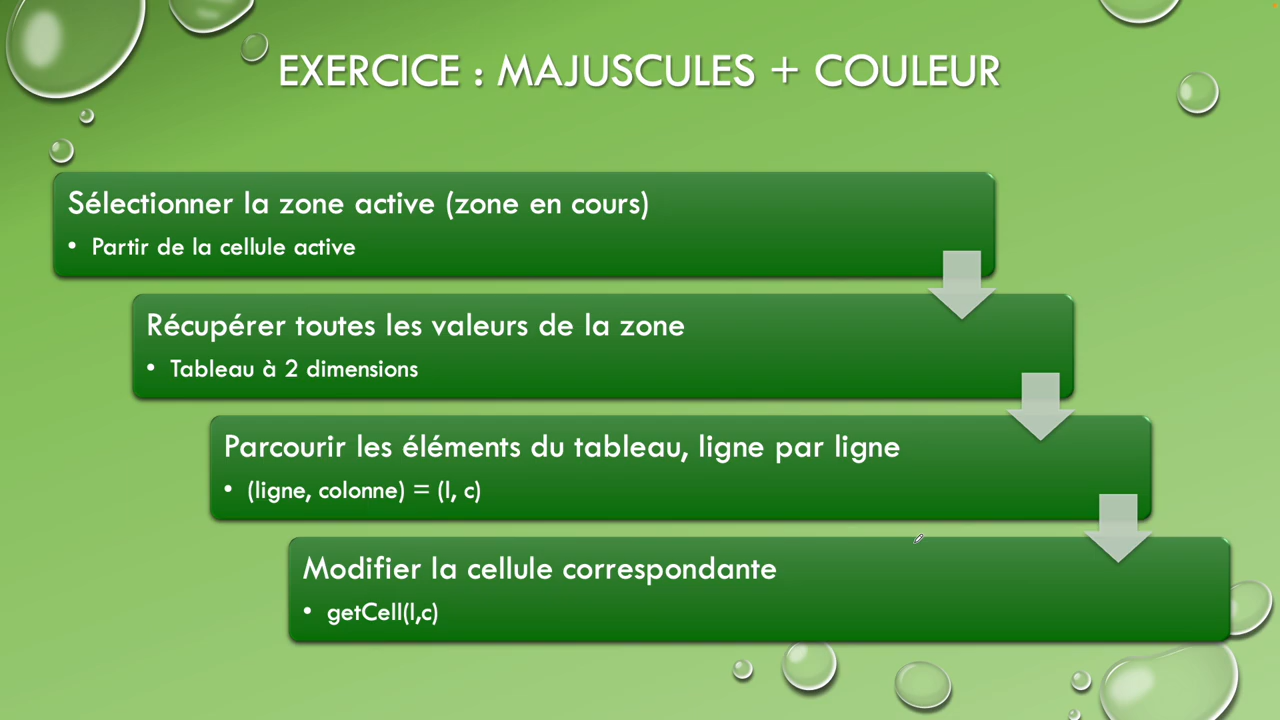 EXERCICE : MAJUSCULES + COULEUR
Sélectionner la zone active (zone en cours)
• Partir de la cellule active
Récupérer toutes les valeurs de la zone
• Tableau à 2 dimensions
Parcourir les éléments du tableau, ligne par ligne
• (ligne, colonne) = (l, c)
Modifier la cellule correspondante
• getCell(l,c)